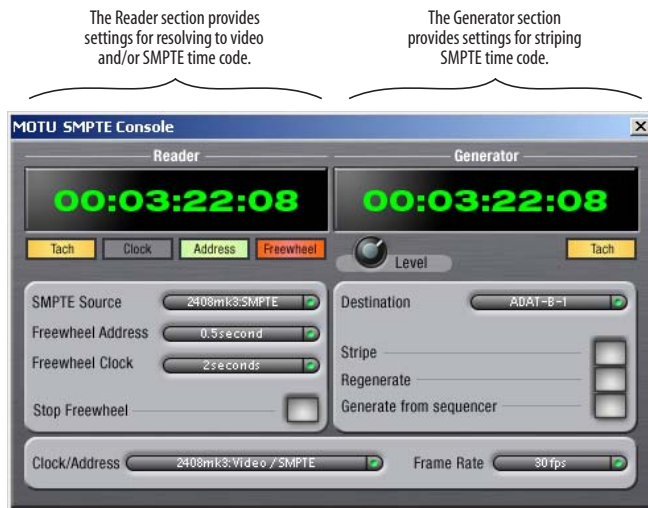 The Reader section provides
settings for resolving to video
and/or SMPTE time code.
The Generator section
provides settings for striping
SMPTE time code.
MOTU SMPTE Console
Reader
Generator
00:03:22:08
00:03:22:08
Tach Clock Address Freewheel
Level
Tach
SMPTE Source 2408mk3:SMPTE
Freewheel Address 0.5second
Freewheel Clock 2seconds
Stop Freewheel
Destination ADAT-B-1
Stripe
Regenerate
Generate from sequencer
Clock/Address 2408mk3:Video / SMPTE
Frame Rate 30fps